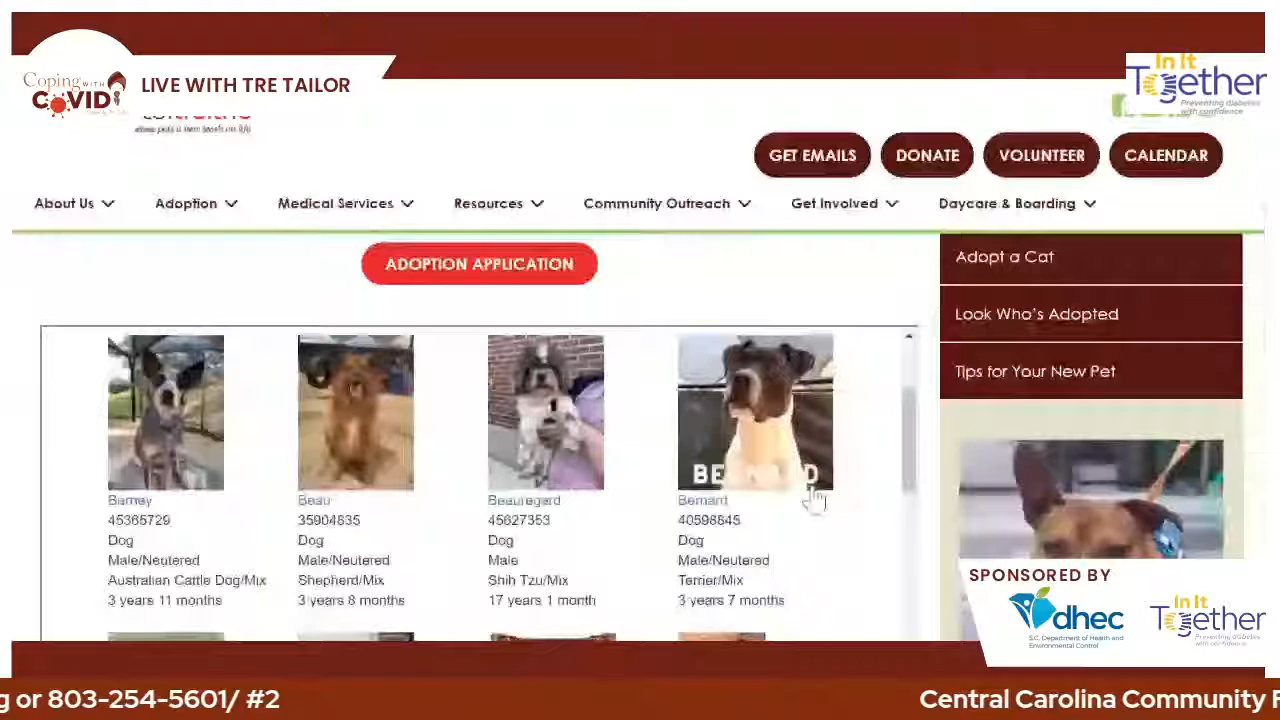 Coping WITH
COVID
LIVE WITH TRE TAILOR
In It
Together
Preventing diabetes
with confidence
GET EMAILS
DONATE
VOLUNTEER
CALENDAR
About Us
Adoption
Medical Services
Resources
Community Outreach
Get Involved
Daycare & Boarding
ADOPTION APPLICATION
Adopt a Cat
Look Who's Adopted
Tips for Your New Pet
Barney
45365729
Dog
Male/Neutered
Australian Cattle Dog/Mix
3 years 11 months
Beau
35904835
Dog
Male/Neutered
Shepherd/Mix
3 years 8 months
Beauregard
45627353
Dog
Male
Shih Tzu/Mix
17 years 1 month
Bernard
40598845
Dog
Male/Neutered
Terrier/Mix
3 years 7 months
SPONSORED BY
dhec
S.C. Department of Health and
Environmental Control
In It
Together
Preventing diabetes
with confidence
g or 803-254-5601/ #2
Central Carolina Community F